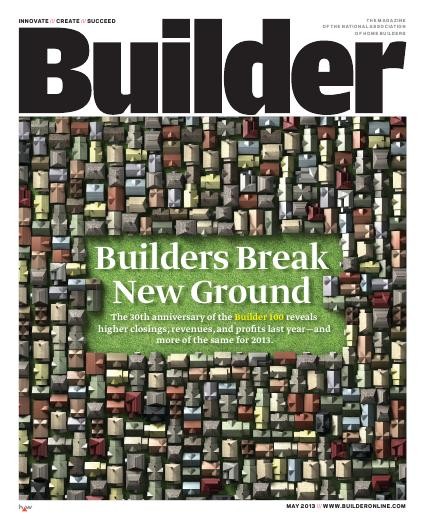 INNOVATE /// CREATE /// SUCCEED
THE MAGAZINE
OF THE NATIONAL ASSOCIATION
OF HOME BUILDERS
Builder
Builders Break
New Ground
The 30th anniversary of the Builder 100 reveals
higher closings, revenues, and profits last year—and
more of the same for 2013.
MAY 2013 /// WWW.BUILDERONLINE.COM